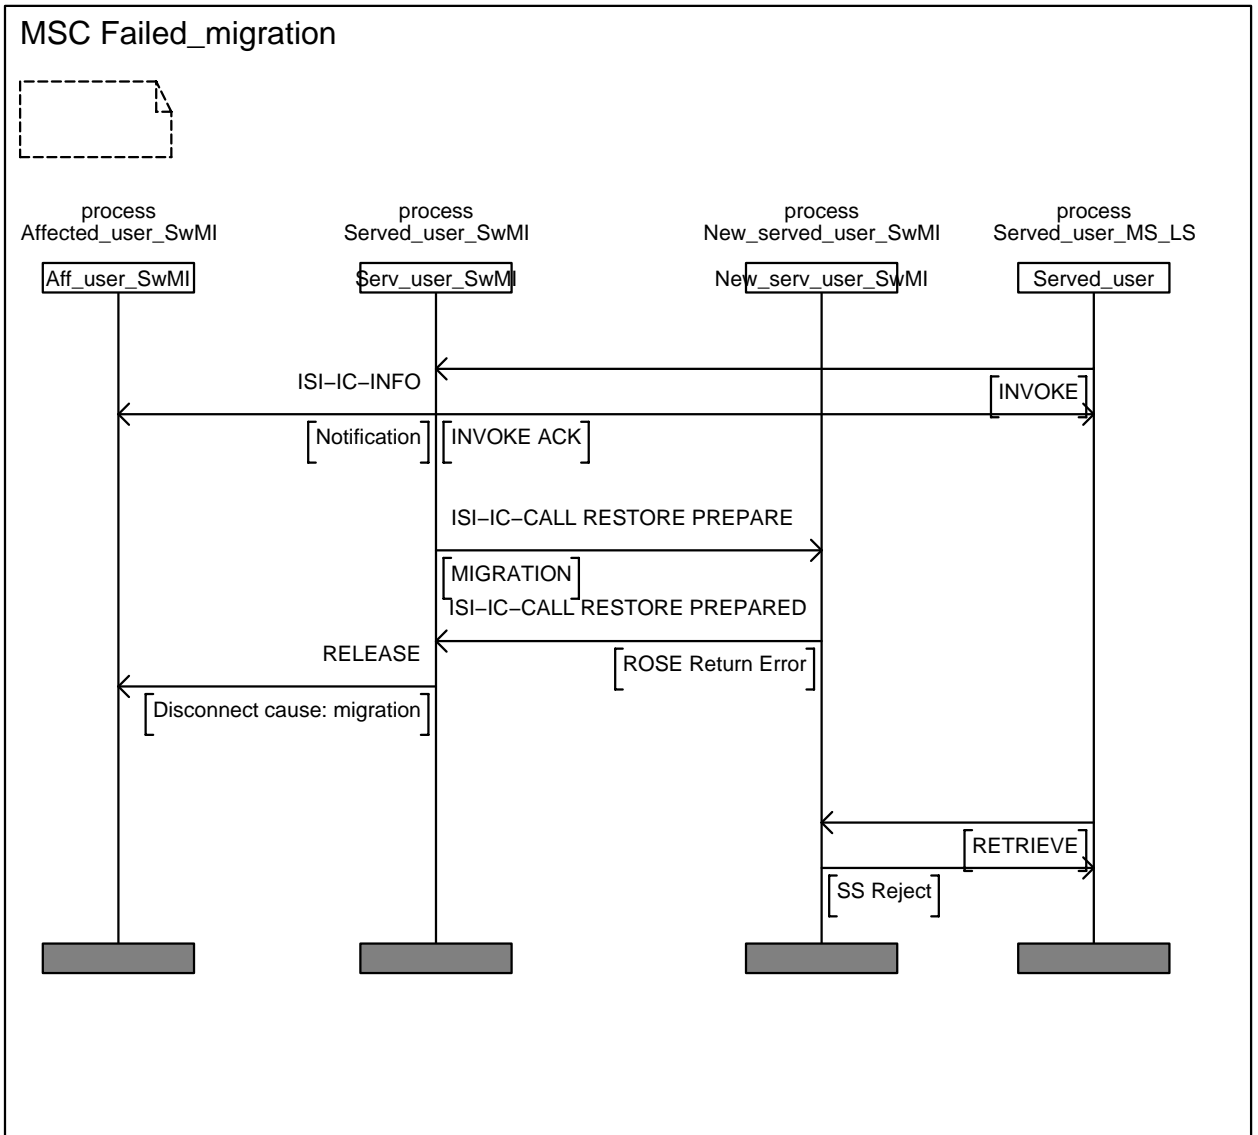 MSC Failed_migration
process
Affected_user_SwMI
process
Served_user_SwMI
process
New_served_user_SwMI
process
Served_user_MS_LS
Aff_user_SwMI
Serv_user_SwMI
New_serv_user_SwMI
Served_user
ISI–IC–INFO
[INVOKE]
[Notification]
[INVOKE ACK]
ISI–IC–CALL RESTORE PREPARE
[MIGRATION]
ISI–IC–CALL RESTORE PREPARED
RELEASE
[ROSE Return Error]
[Disconnect cause: migration]
[RETRIEVE]
[SS Reject]